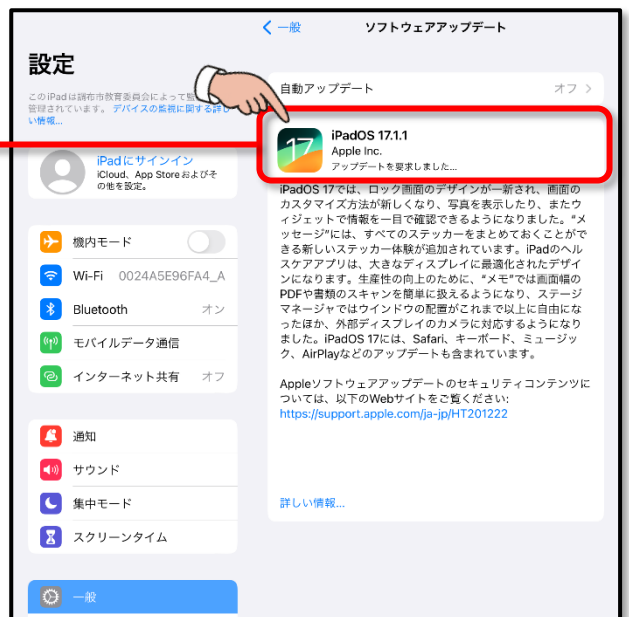 一般
ソフトウェアアップデート
設定
このiPadは調布市教育委員会によって
管理されています。デバイスの監視に関する詳し
い情報...
iPadにサインイン
iCloud、App Store およびそ
の他を設定。
機内モード
Wi-Fi 0024A5E96FA4_A
Bluetooth オン
モバイルデータ通信
インターネット共有 オフ
通知
サウンド
集中モード
スクリーンタイム
一般
自動アップデート オフ
17
iPadOS 17.1.1
Apple Inc.
アップデートを要求しました...
iPadOS 17では、ロック画面のデザインが一新され、画面の
カスタマイズ方法が新しくなり、写真を表示したり、またウ
ィジェットで情報を一目で確認できるようになりました。“メ
ッセージ”には、すべてのステッカーをまとめておくことがで
きる新しいステッカー体験が追加されています。iPadのヘル
スケアアプリは、大きなディスプレイに最適化されたデザイ
ンになります。生産性の向上のために、“メモ”では画面幅の
PDFや書類のスキャンを簡単に扱えるようになり、ステージ
マネージャではウインドウの配置がこれまで以上に自由にな
ったほか、外部ディスプレイのカメラに対応するようになり
ました。iPadOS 17には、Safari、キーボード、ミュージッ
ク、AirPlayなどのアップデートも含まれています。
Appleソフトウェアアップデートのセキュリティコンテンツに
ついては、以下のWebサイトをご覧ください:
https://support.apple.com/ja-jp/HT201222
詳しい情報...